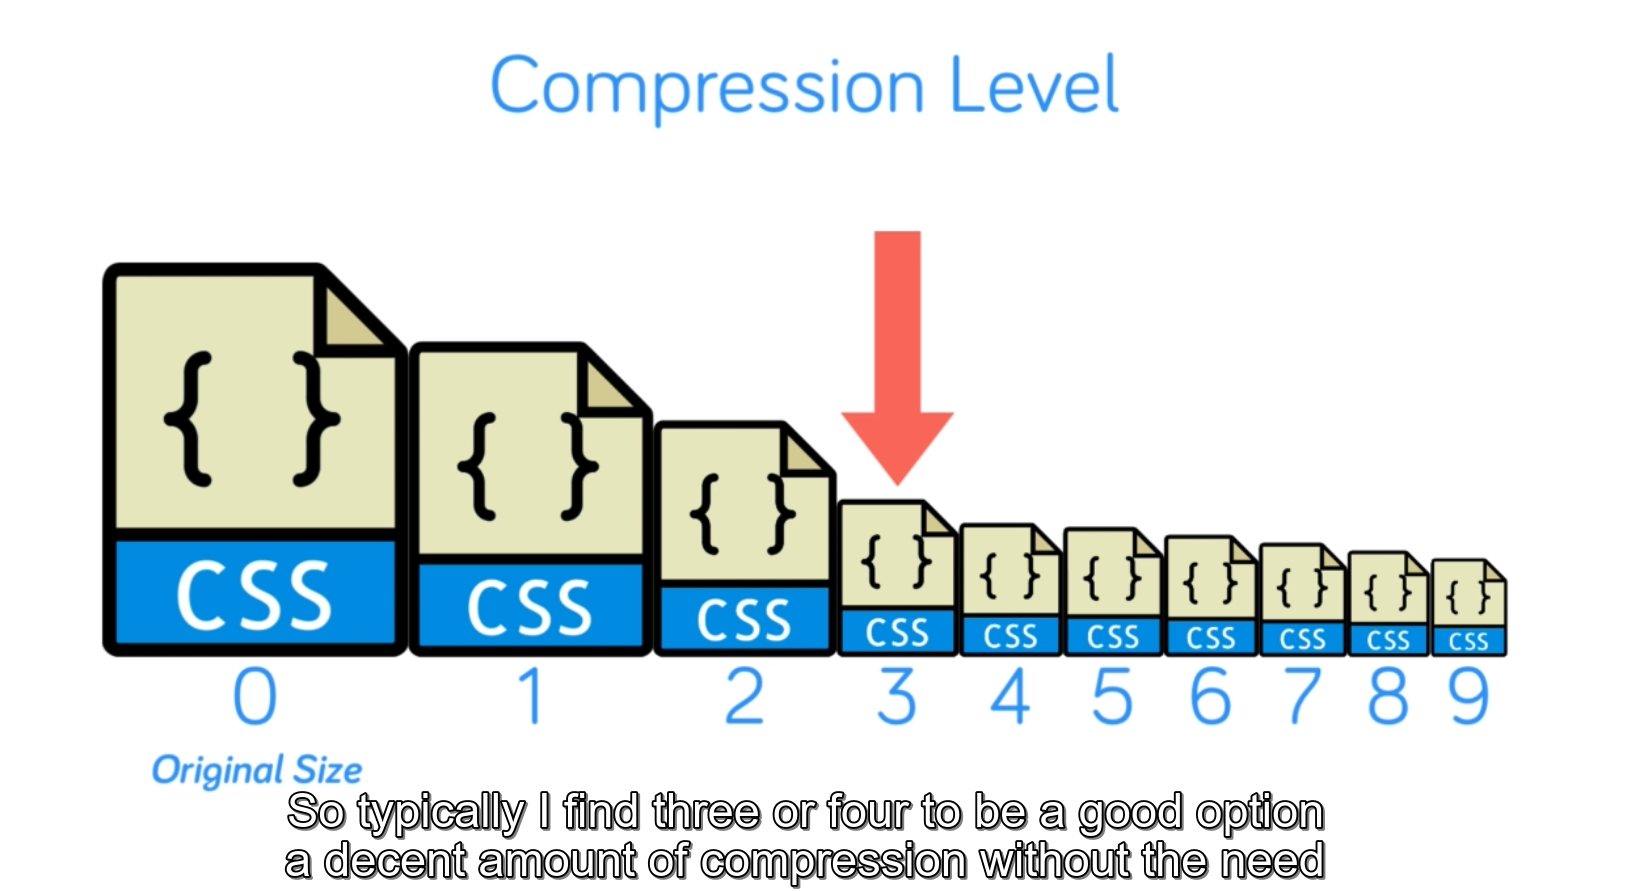 Compression Level
{ }
CSS
{ }
CSS
{ }
CSS
{ }
CSS
{ }
CSS
{ }
CSS
{ }
CSS
{ }
CSS
{ }
CSS
{ }
CSS
0 1 2 3 4 5 6 7 8 9
Original Size
So typically I find three or four to be a good option
a decent amount of compression without the need